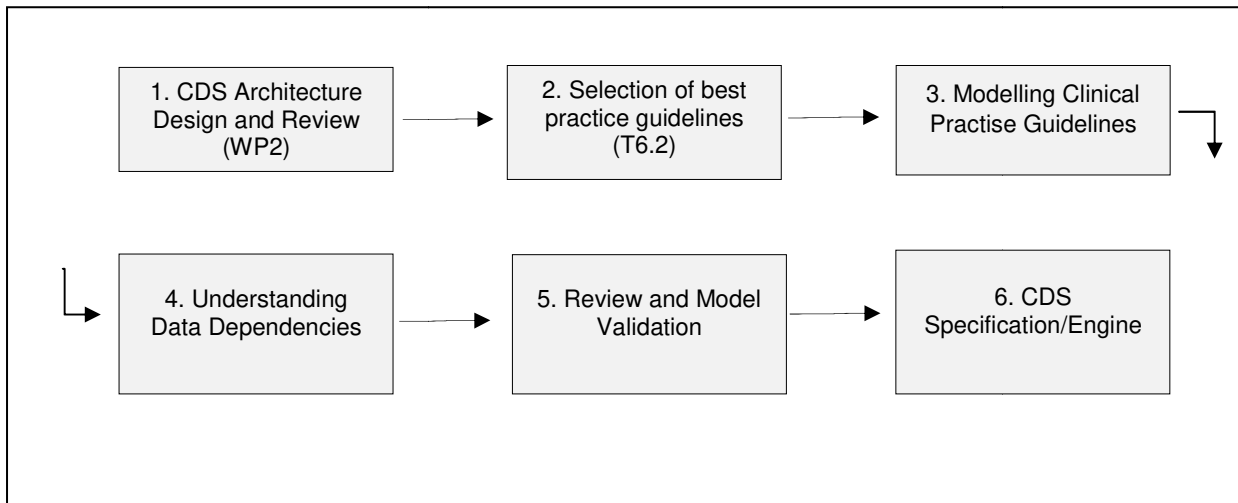 1. CDS Architecture
Design and Review
(WP2)
2. Selection of best
practice guidelines
(T6.2)
3. Modelling Clinical
Practise Guidelines
4. Understanding
Data Dependencies
5. Review and Model
Validation
6. CDS
Specification/Engine